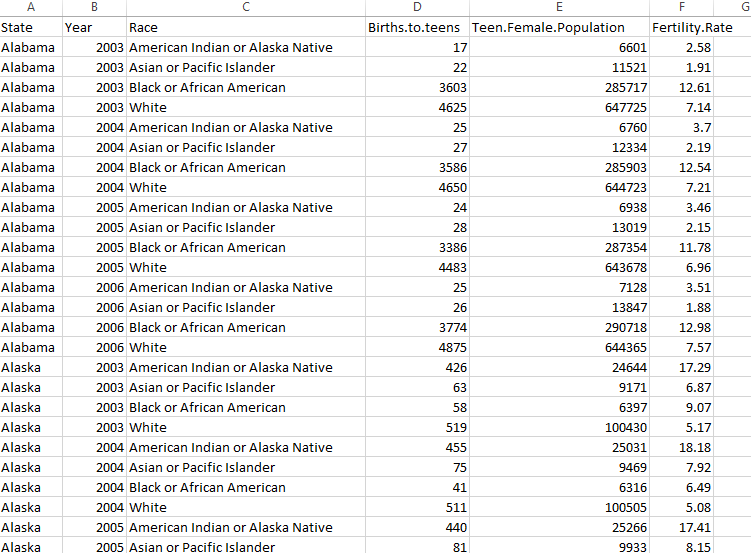 A B C D E F G
State Year Race Births.to.teens Teen.Female.Population Fertility.Rate
Alabama 2003 American Indian or Alaska Native 17 6601 2.58
Alabama 2003 Asian or Pacific Islander 22 11521 1.91
Alabama 2003 Black or African American 3603 285717 12.61
Alabama 2003 White 4625 647725 7.14
Alabama 2004 American Indian or Alaska Native 25 6760 3.7
Alabama 2004 Asian or Pacific Islander 27 12334 2.19
Alabama 2004 Black or African American 3586 285903 12.54
Alabama 2004 White 4650 644723 7.21
Alabama 2005 American Indian or Alaska Native 24 6938 3.46
Alabama 2005 Asian or Pacific Islander 28 13019 2.15
Alabama 2005 Black or African American 3386 287354 11.78
Alabama 2005 White 4483 643678 6.96
Alabama 2006 American Indian or Alaska Native 25 7128 3.51
Alabama 2006 Asian or Pacific Islander 26 13847 1.88
Alabama 2006 Black or African American 3774 290718 12.98
Alabama 2006 White 4875 644365 7.57
Alaska 2003 American Indian or Alaska Native 426 24644 17.29
Alaska 2003 Asian or Pacific Islander 63 9171 6.87
Alaska 2003 Black or African American 58 6397 9.07
Alaska 2003 White 519 100430 5.17
Alaska 2004 American Indian or Alaska Native 455 25031 18.18
Alaska 2004 Asian or Pacific Islander 75 9469 7.92
Alaska 2004 Black or African American 41 6316 6.49
Alaska 2004 White 511 100505 5.08
Alaska 2005 American Indian or Alaska Native 440 25266 17.41
Alaska 2005 Asian or Pacific Islander 81 9933 8.15